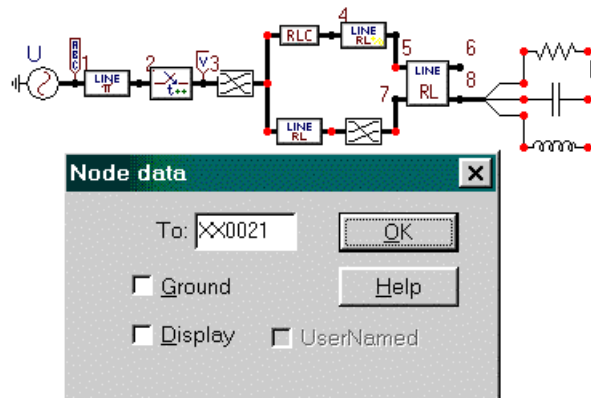 U
ABC
1
LINE
π
2
t
++
V
3
RLC
4
LINE
RL
5
6
LINE
RL
7
8
LINE
RL
Node data
To: XX0021
OK
Ground
Help
Display
UserNamed